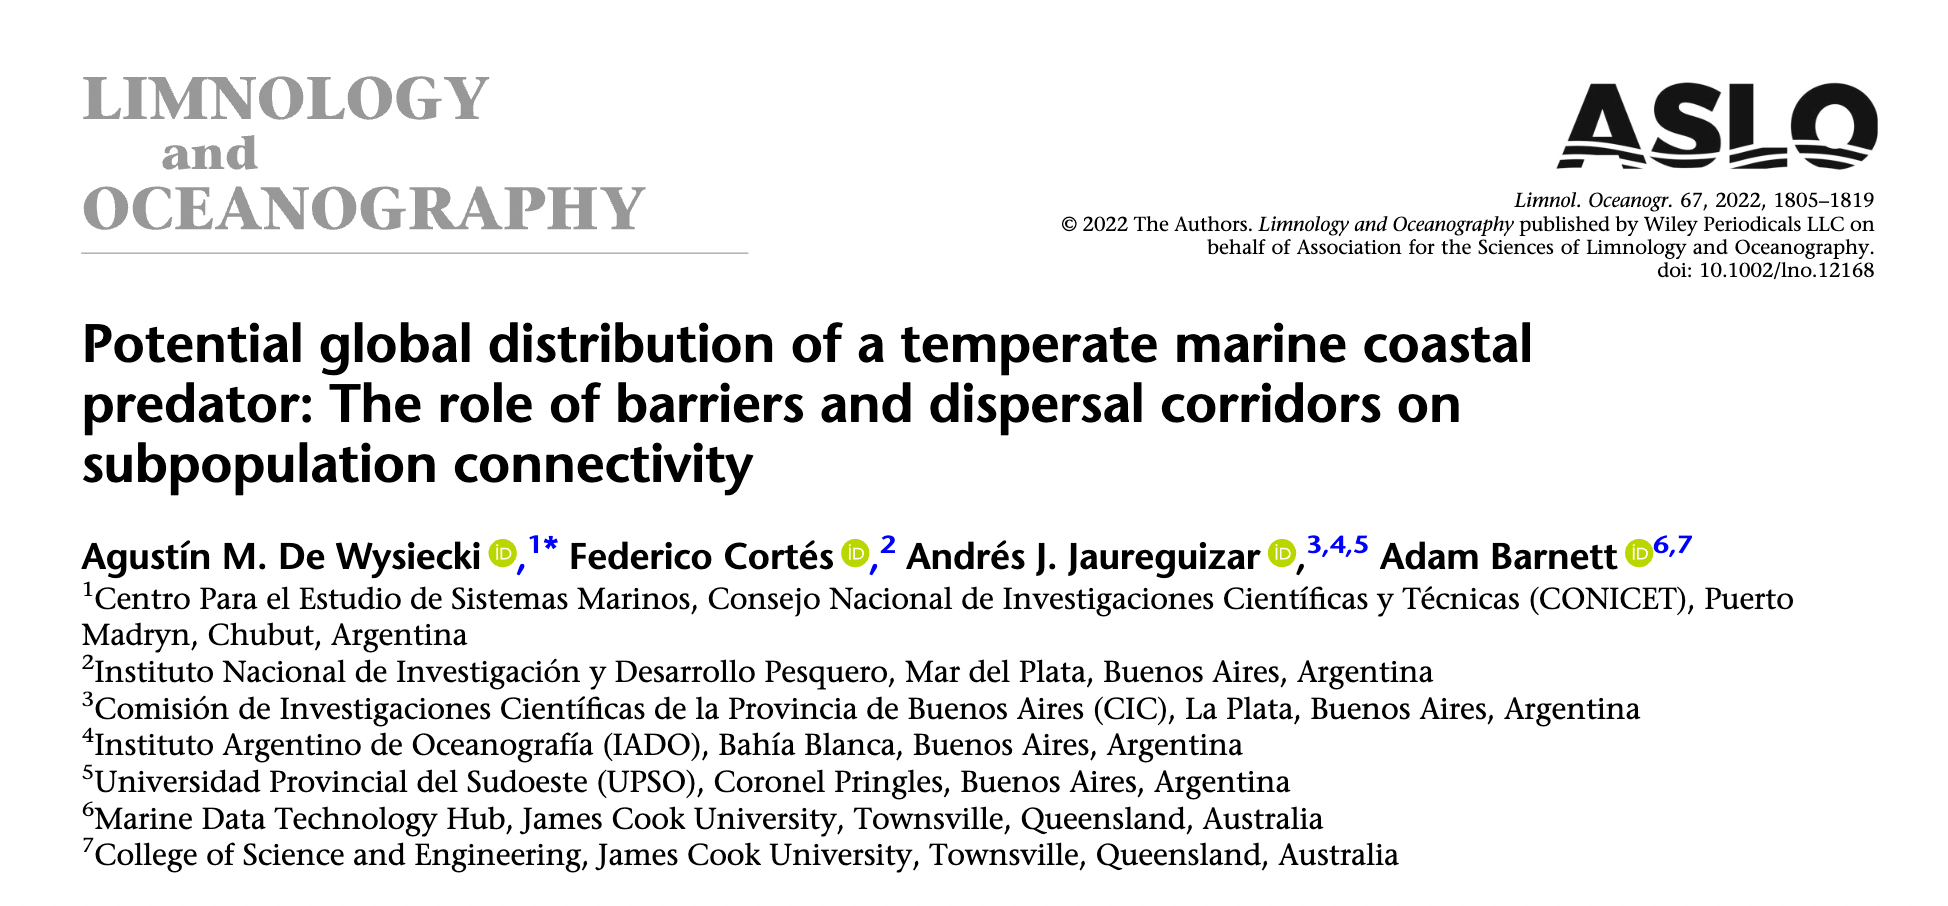 LIMNOLOGY
and
OCEANOGRAPHY
ASLO
Limnol. Oceanogr. 67, 2022, 1805–1819
© 2022 The Authors. Limnology and Oceanography published by Wiley Periodicals LLC on
behalf of Association for the Sciences of Limnology and Oceanography.
doi: 10.1002/lno.12168
Potential global distribution of a temperate marine coastal
predator: The role of barriers and dispersal corridors on
subpopulation connectivity
Agustín M. De Wysiecki iD,1* Federico Cortés iD,2 Andrés J. Jaureguizar iD,3,4,5 Adam Barnett iD6,7
1Centro Para el Estudio de Sistemas Marinos, Consejo Nacional de Investigaciones Científicas y Técnicas (CONICET), Puerto
Madryn, Chubut, Argentina
2Instituto Nacional de Investigación y Desarrollo Pesquero, Mar del Plata, Buenos Aires, Argentina
3Comisión de Investigaciones Científicas de la Provincia de Buenos Aires (CIC), La Plata, Buenos Aires, Argentina
4Instituto Argentino de Oceanografía (IADO), Bahía Blanca, Buenos Aires, Argentina
5Universidad Provincial del Sudoeste (UPSO), Coronel Pringles, Buenos Aires, Argentina
6Marine Data Technology Hub, James Cook University, Townsville, Queensland, Australia
7College of Science and Engineering, James Cook University, Townsville, Queensland, Australia